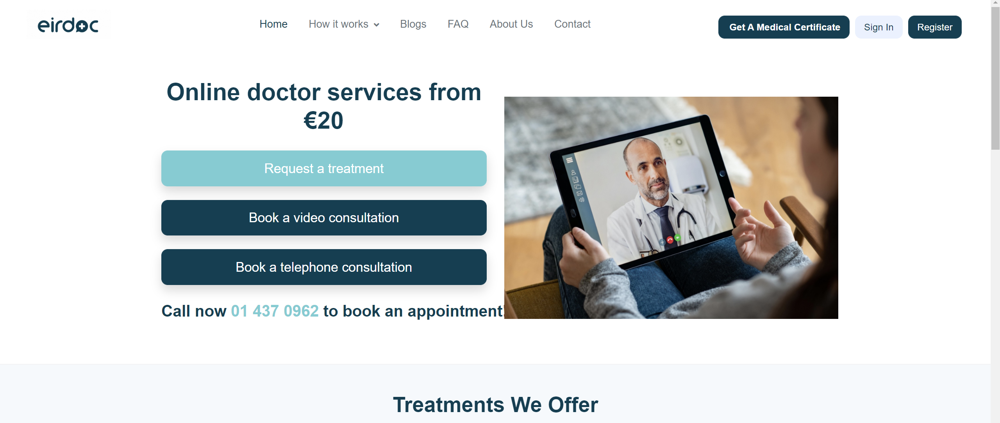 eirdoc
Home
How it works
Blogs
FAQ
About Us
Contact
Get A Medical Certificate
Sign In
Register
Online doctor services from
€20
Request a treatment
Book a video consultation
Book a telephone consultation
Call now 01 437 0962 to book an appointment!
Treatments We Offer